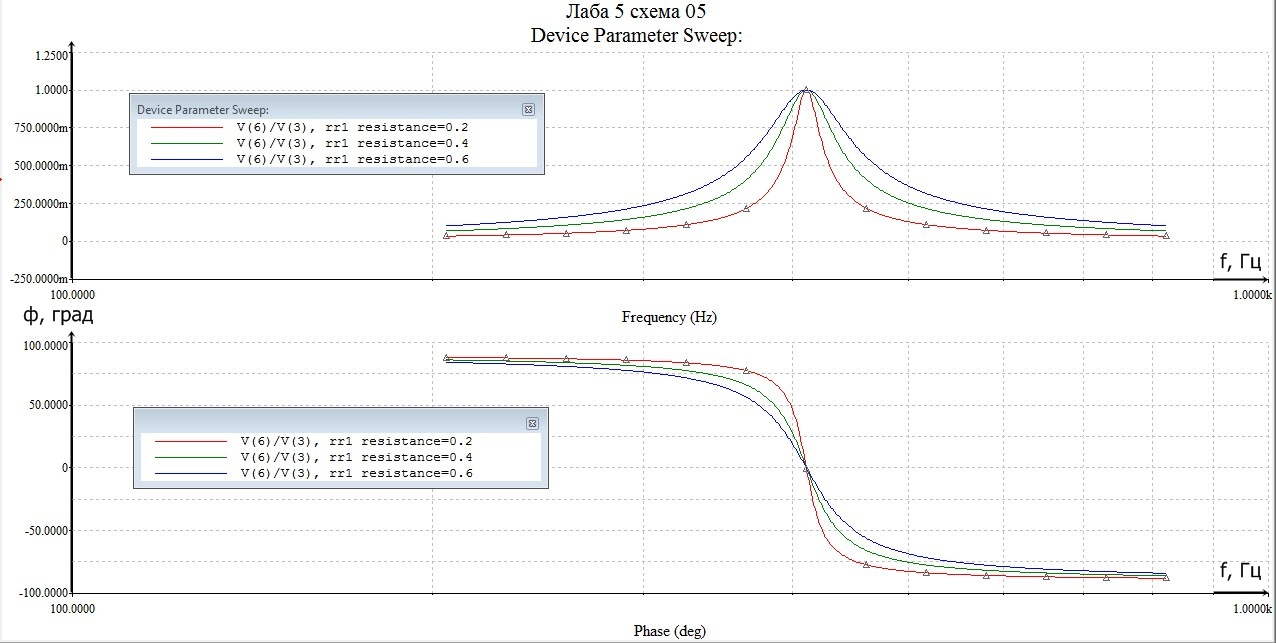 Лаба 5 схема 05
Device Parameter Sweep:
1.2500
1.0000
750.0000m
500.0000m
250.0000m
0
-250.0000m
Device Parameter Sweep:
V(6)/V(3), rr1 resistance=0.2
V(6)/V(3), rr1 resistance=0.4
V(6)/V(3), rr1 resistance=0.6
f, Гц
100.0000
1.0000k
Frequency (Hz)
ф, град
100.0000
50.0000
0
-50.0000
-100.0000
V(6)/V(3), rr1 resistance=0.2
V(6)/V(3), rr1 resistance=0.4
V(6)/V(3), rr1 resistance=0.6
f, Гц
100.0000
1.0000k
Phase (deg)